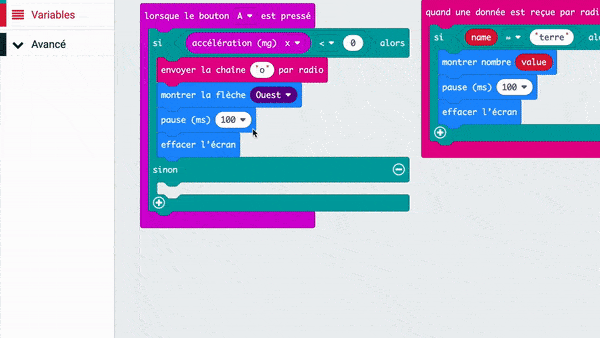 Variables
Avancé
lorsque le bouton A est pressé
si accélération (mg) x < 0 alors
envoyer la chaîne "o" par radio
montrer la flèche Ouest
pause (ms) 100
effacer l'écran
sinon
quand une donnée est reçue par
si name = "terre"
montrer nombre value
pause (ms) 100
effacer l'écran